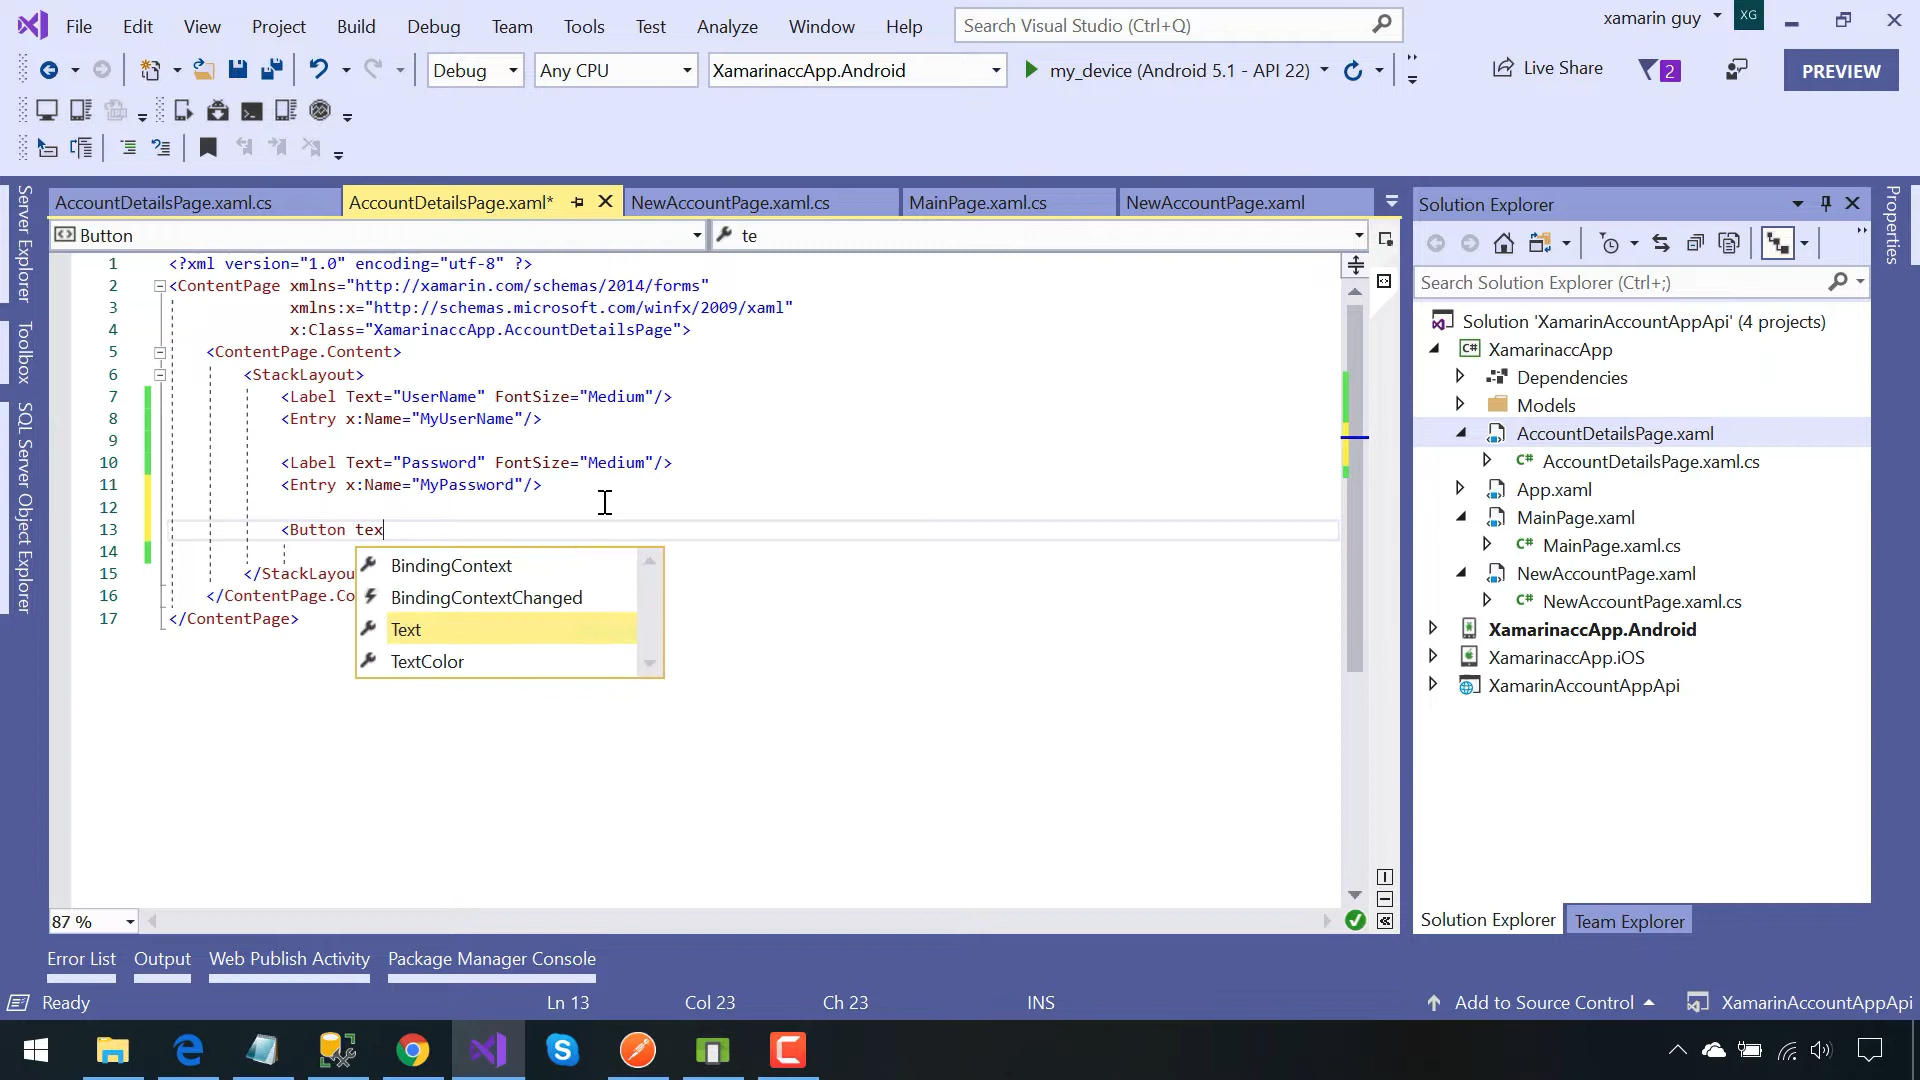 File Edit View Project Build Debug Team Tools Test Analyze Window Help Search Visual Studio (Ctrl+Q) xamarin guy XG
Debug Any CPU XamarinaccApp.Android my_device (Android 5.1 - API 22) Live Share 2 PREVIEW
Server Explorer
Toolbox
SQL Server Object Explorer
AccountDetailsPage.xaml.cs AccountDetailsPage.xaml* NewAccountPage.xaml.cs MainPage.xaml.cs NewAccountPage.xaml
Button te
1 <?xml version="1.0" encoding="utf-8" ?>
2 <ContentPage xmlns="http://xamarin.com/schemas/2014/forms"
3 xmlns:x="http://schemas.microsoft.com/winfx/2009/xaml"
4 x:Class="XamarinaccApp.AccountDetailsPage">
5 <ContentPage.Content>
6 <StackLayout>
7 <Label Text="UserName" FontSize="Medium"/>
8 <Entry x:Name="MyUserName"/>
9
10 <Label Text="Password" FontSize="Medium"/>
11 <Entry x:Name="MyPassword"/>
12
13 <Button tex
14
15 </StackLayou
16 </ContentPage.Co
17 </ContentPage>
BindingContext
BindingContextChanged
Text
TextColor
87 %
Solution Explorer
Search Solution Explorer (Ctrl+;)
Solution 'XamarinAccountAppApi' (4 projects)
C# XamarinaccApp
Dependencies
Models
AccountDetailsPage.xaml
C# AccountDetailsPage.xaml.cs
App.xaml
MainPage.xaml
C# MainPage.xaml.cs
NewAccountPage.xaml
C# NewAccountPage.xaml.cs
XamarinaccApp.Android
XamarinaccApp.iOS
XamarinAccountAppApi
Solution Explorer Team Explorer
Properties
Error List Output Web Publish Activity Package Manager Console
Ready Ln 13 Col 23 Ch 23 INS Add to Source Control XamarinAccountAppApi